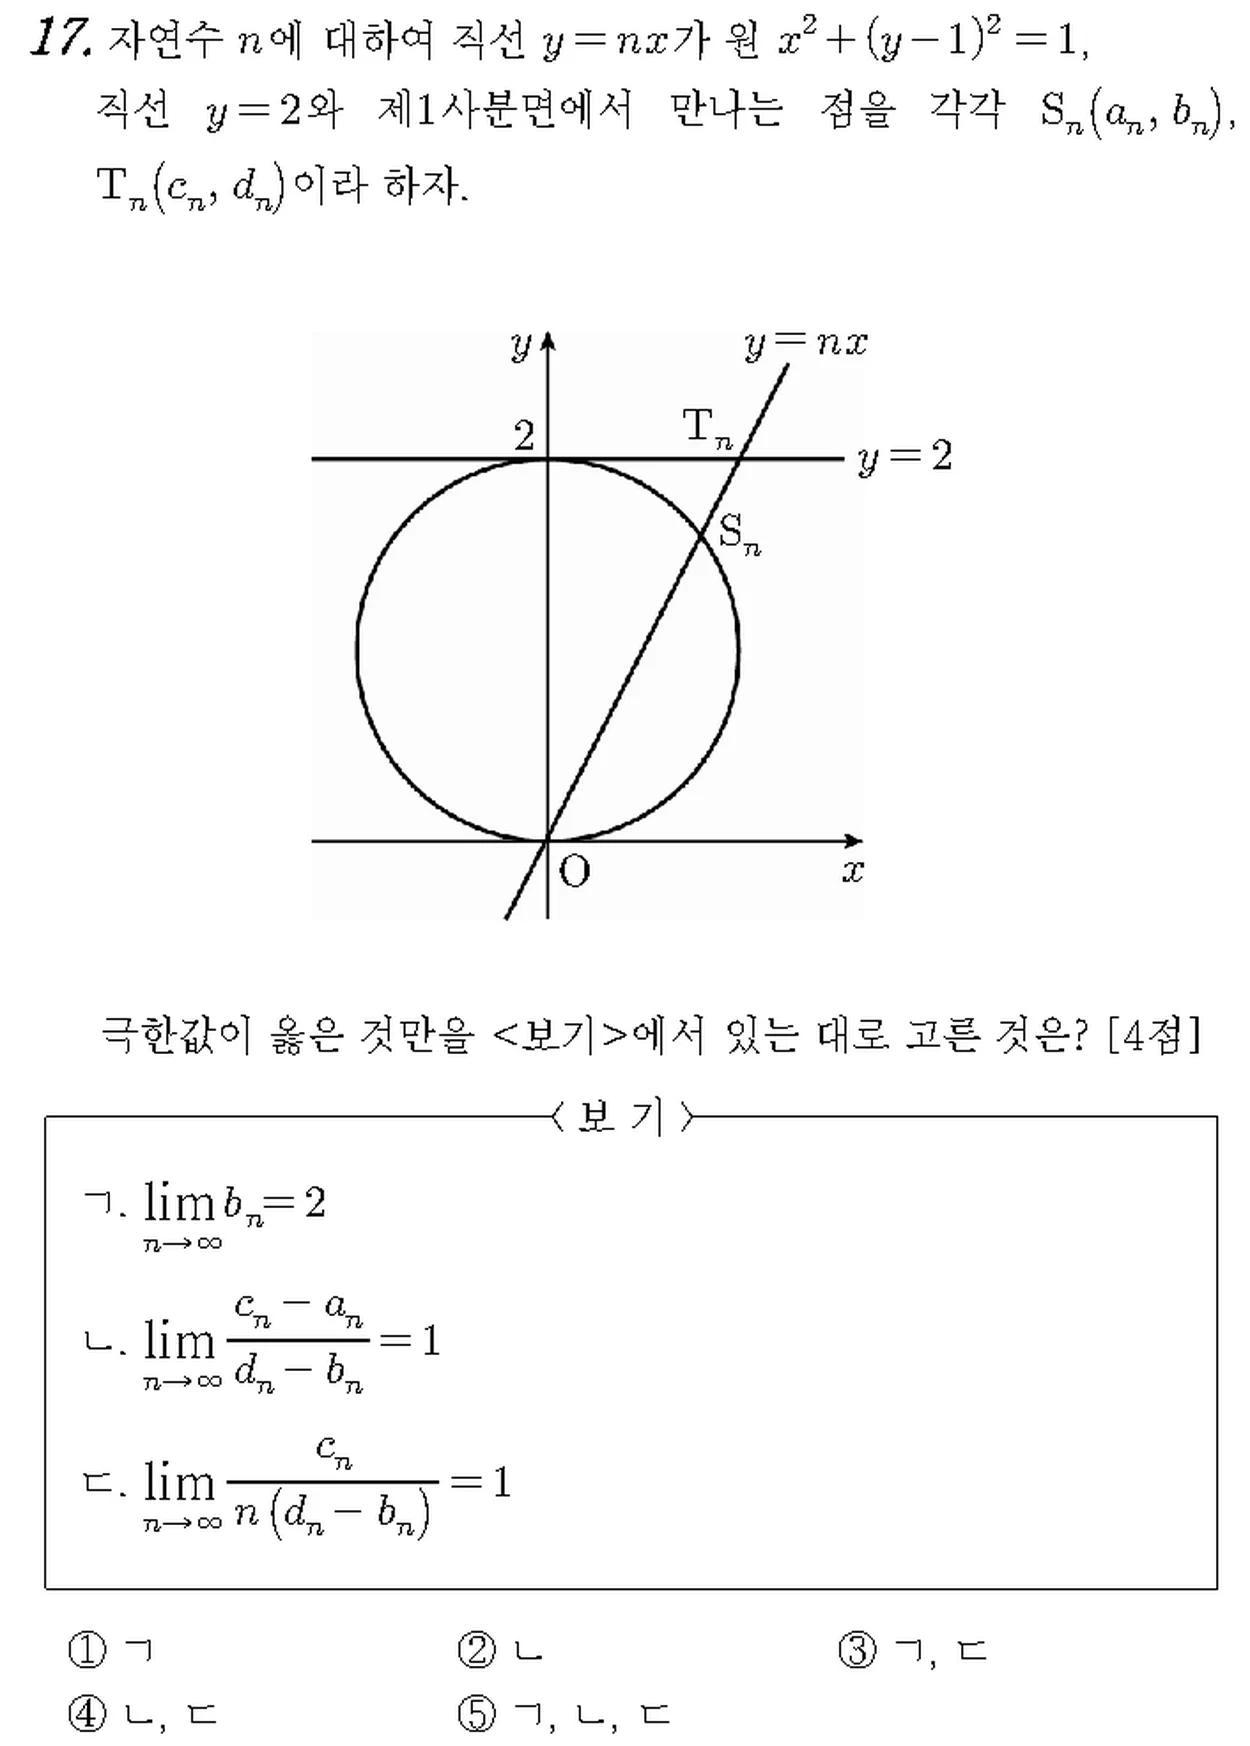 17. 자연수 n에 대하여 직선 y=nx가 원 x²+(y-1)²=1,
직선 y=2와 제1사분면에서 만나는 점을 각각 Sₙ(aₙ, bₙ),
Tₙ(cₙ, dₙ)이라 하자.
y
y=nx
2
Tₙ
y=2
Sₙ
O
x
극한값이 옳은 것만을 <보기>에서 있는 대로 고른 것은? [4점]
<보 기>
ㄱ. lim_{n→∞} bₙ=2
ㄴ. lim_{n→∞} (cₙ-aₙ)/(dₙ-bₙ)=1
ㄷ. lim_{n→∞} cₙ/(n(dₙ-bₙ))=1
① ㄱ ② ㄴ ③ ㄱ, ㄷ
④ ㄴ, ㄷ ⑤ ㄱ, ㄴ, ㄷ